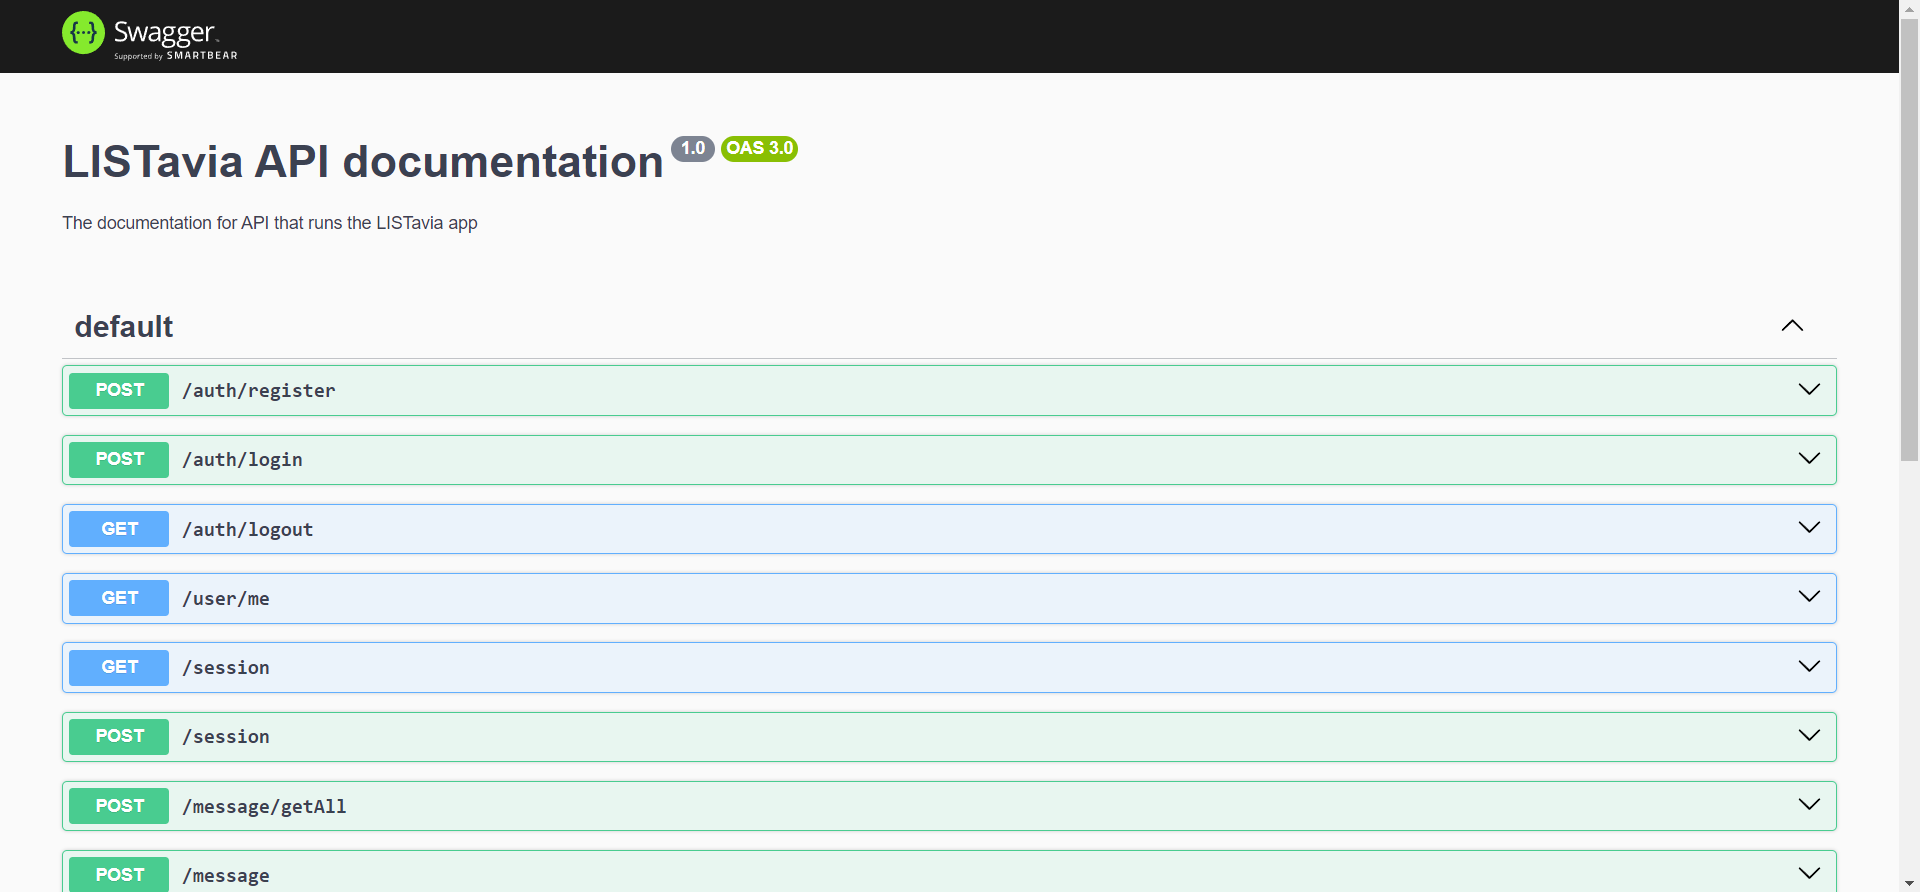 {···} Swagger™
Supported by SMARTBEAR
LISTavia API documentation 1.0 OAS 3.0
The documentation for API that runs the LISTavia app
default
POST /auth/register
POST /auth/login
GET /auth/logout
GET /user/me
GET /session
POST /session
POST /message/getAll
POST /message